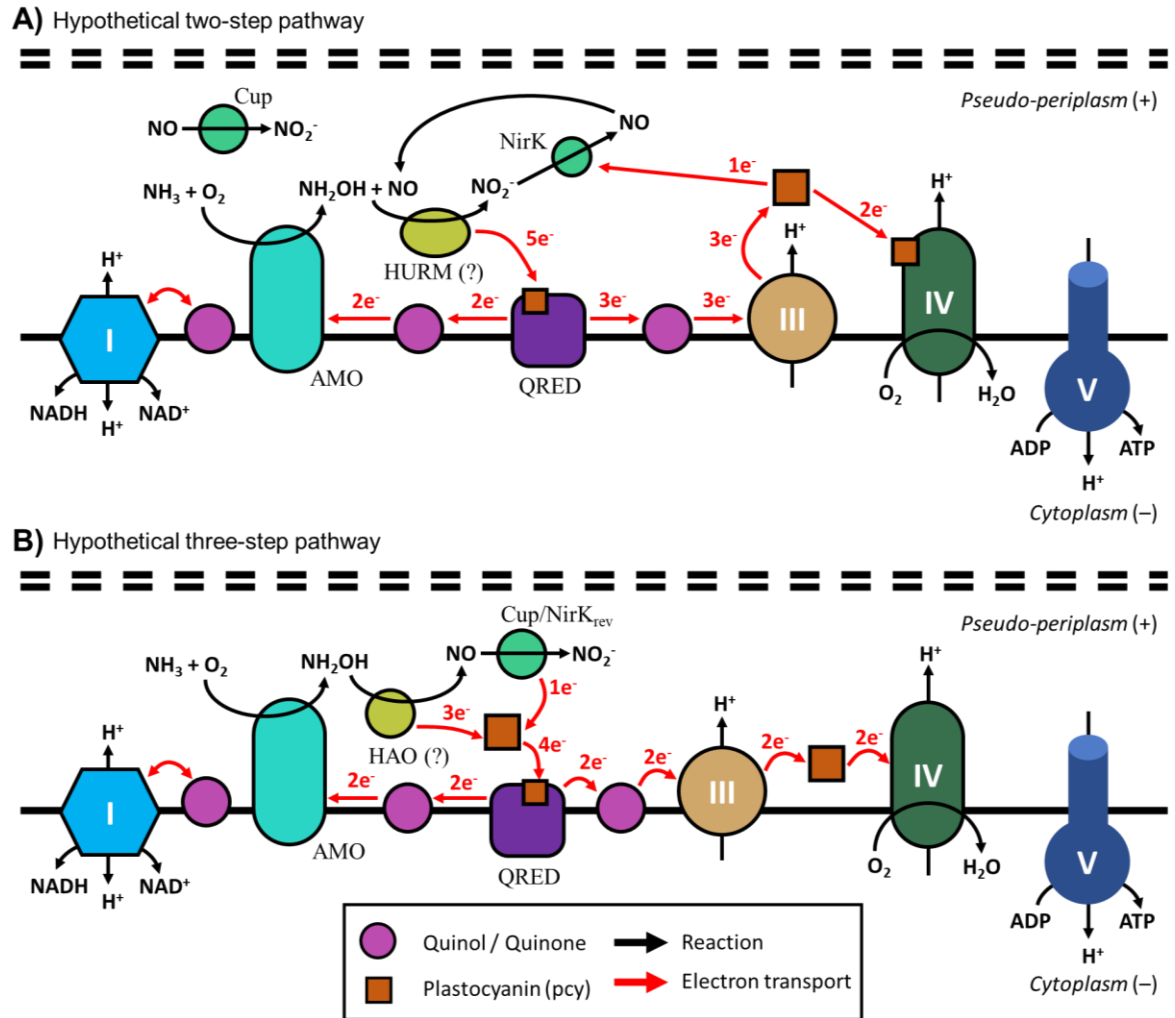 A) Hypothetical two-step pathway
Cup
Pseudo-periplasm (+)
NO
NO₂⁻
NirK
NO
NH₃ + O₂
NH₂OH + NO
NO₂⁻
1e⁻
H⁺
2e⁻
H⁺
5e⁻
3e⁻
H⁺
HURM (?)
I
2e⁻
2e⁻
3e⁻
3e⁻
III
IV
V
AMO
QRED
NADH
NAD⁺
H⁺
O₂
H₂O
ADP
ATP
H⁺
Cytoplasm (–)
B) Hypothetical three-step pathway
Cup/NirKrev
Pseudo-periplasm (+)
NH₃ + O₂
NH₂OH
NO
NO₂⁻
H⁺
1e⁻
H⁺
3e⁻
H⁺
HAO (?)
4e⁻
2e⁻
2e⁻
2e⁻
2e⁻
I
2e⁻
2e⁻
III
IV
V
AMO
QRED
NADH
NAD⁺
H⁺
O₂
H₂O
ADP
ATP
H⁺
Cytoplasm (–)
Quinol / Quinone
Reaction
Plastocyanin (pcy)
Electron transport